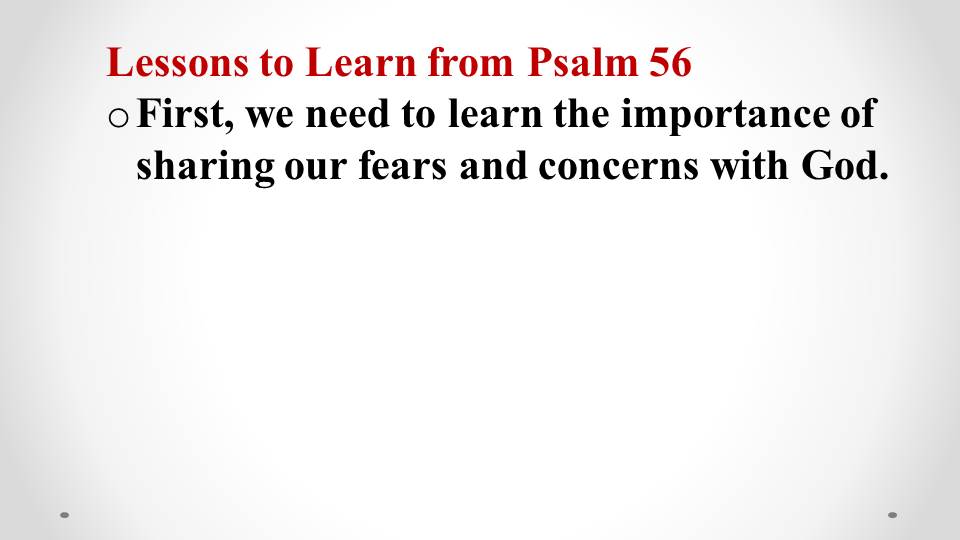 Lessons to Learn from Psalm 56
o First, we need to learn the importance of
sharing our fears and concerns with God.